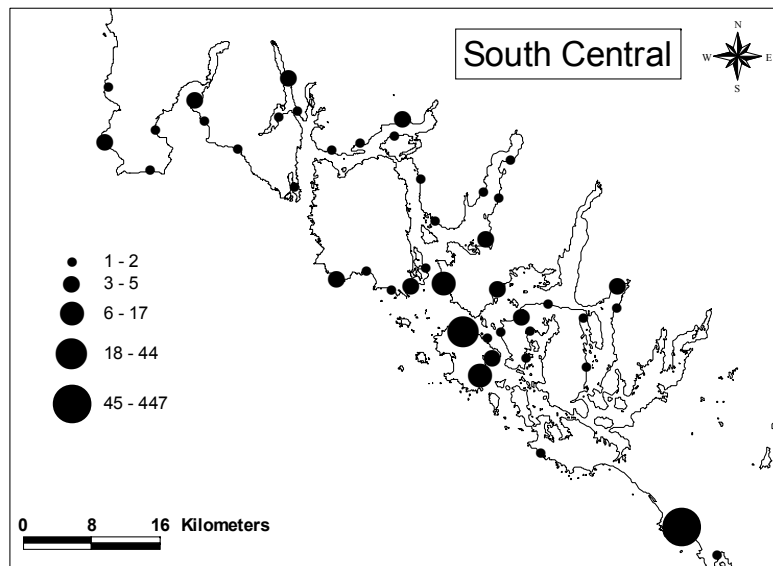 South Central
N
W E
S
1 - 2
3 - 5
6 - 17
18 - 44
45 - 447
0 8 16 Kilometers